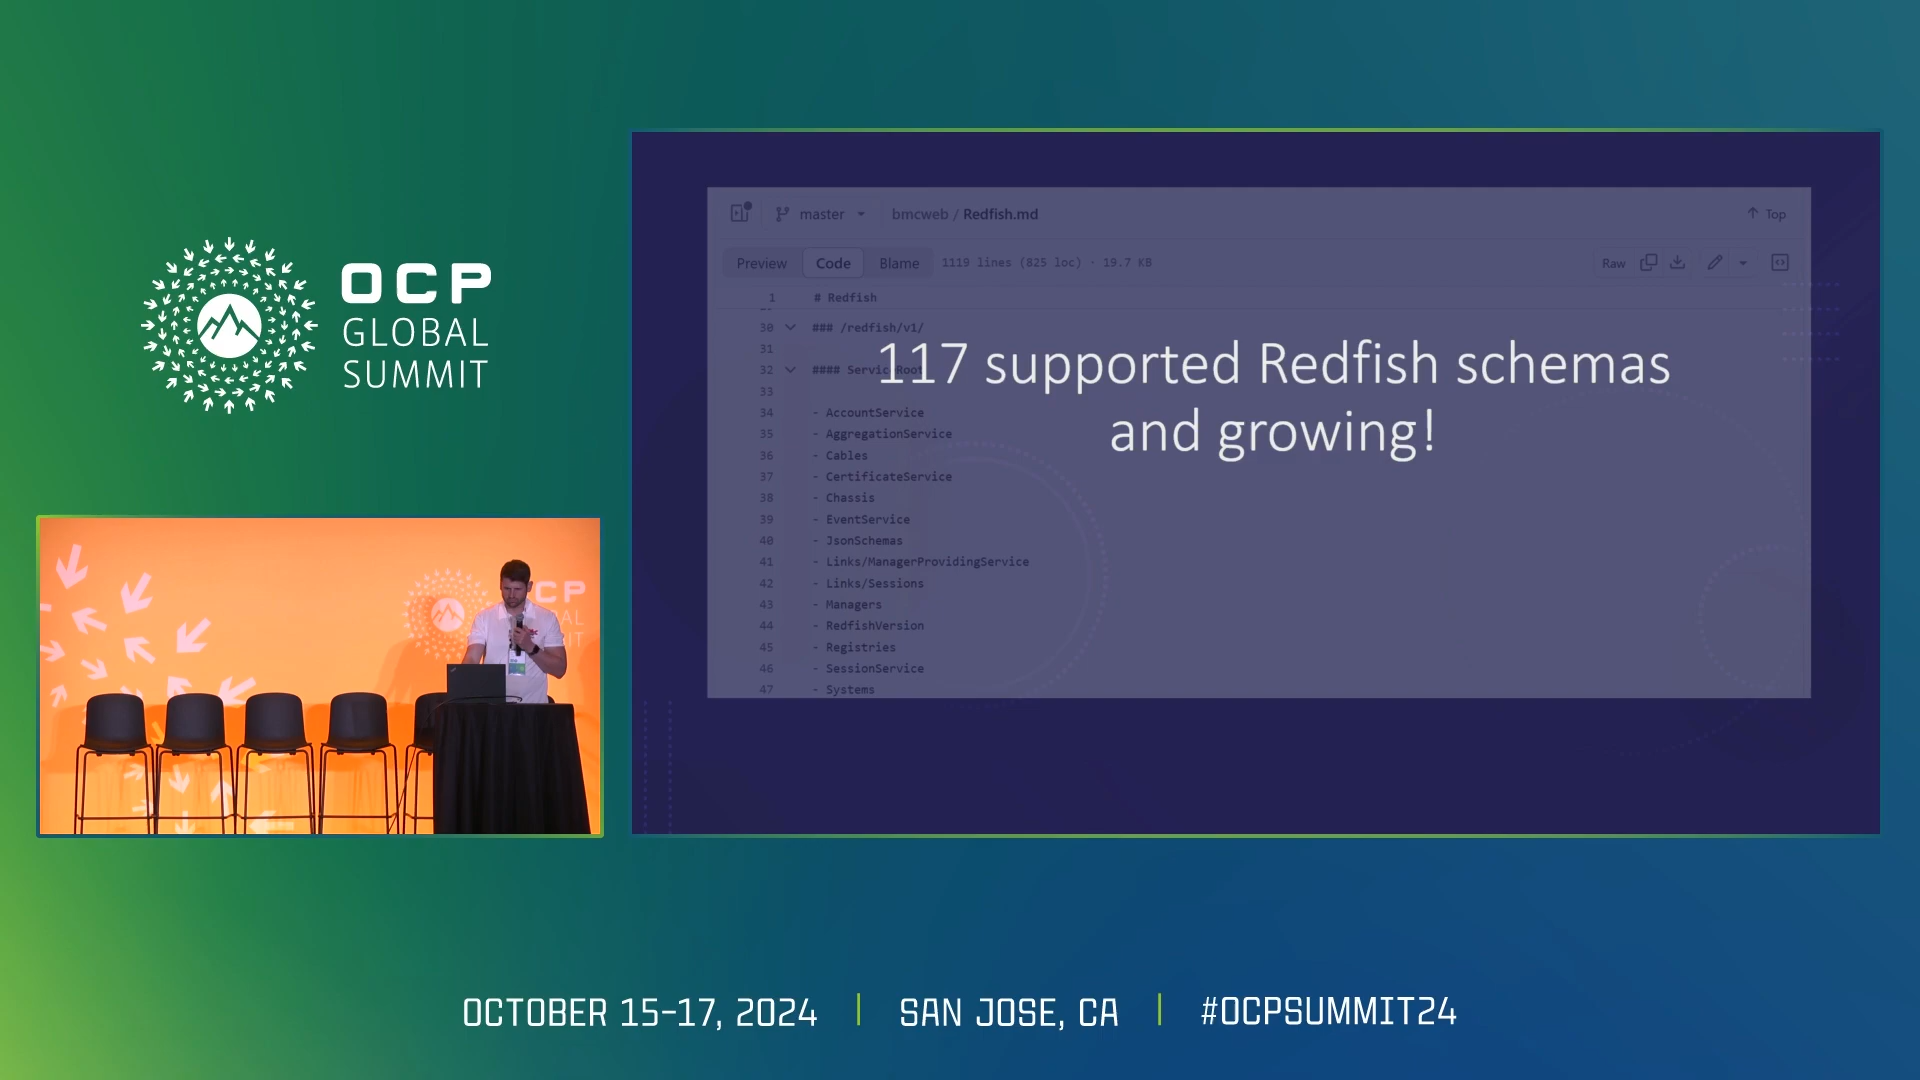 OCP
GLOBAL
SUMMIT
master
bmcweb / Redfish.md
Top
Preview
Code
Blame
1119 lines (825 loc) · 19.7 KB
Raw
1 # Redfish
30 ### /redfish/v1/
31
32 #### ServiceRoot
33
34 - AccountService
35 - AggregationService
36 - Cables
37 - CertificateService
38 - Chassis
39 - EventService
40 - JsonSchemas
41 - Links/ManagerProvidingService
42 - Links/Sessions
43 - Managers
44 - RedfishVersion
45 - Registries
46 - SessionService
47 - Systems
117 supported Redfish schemas
and growing!
OCTOBER 15-17, 2024 | SAN JOSE, CA | #OCPSUMMIT24